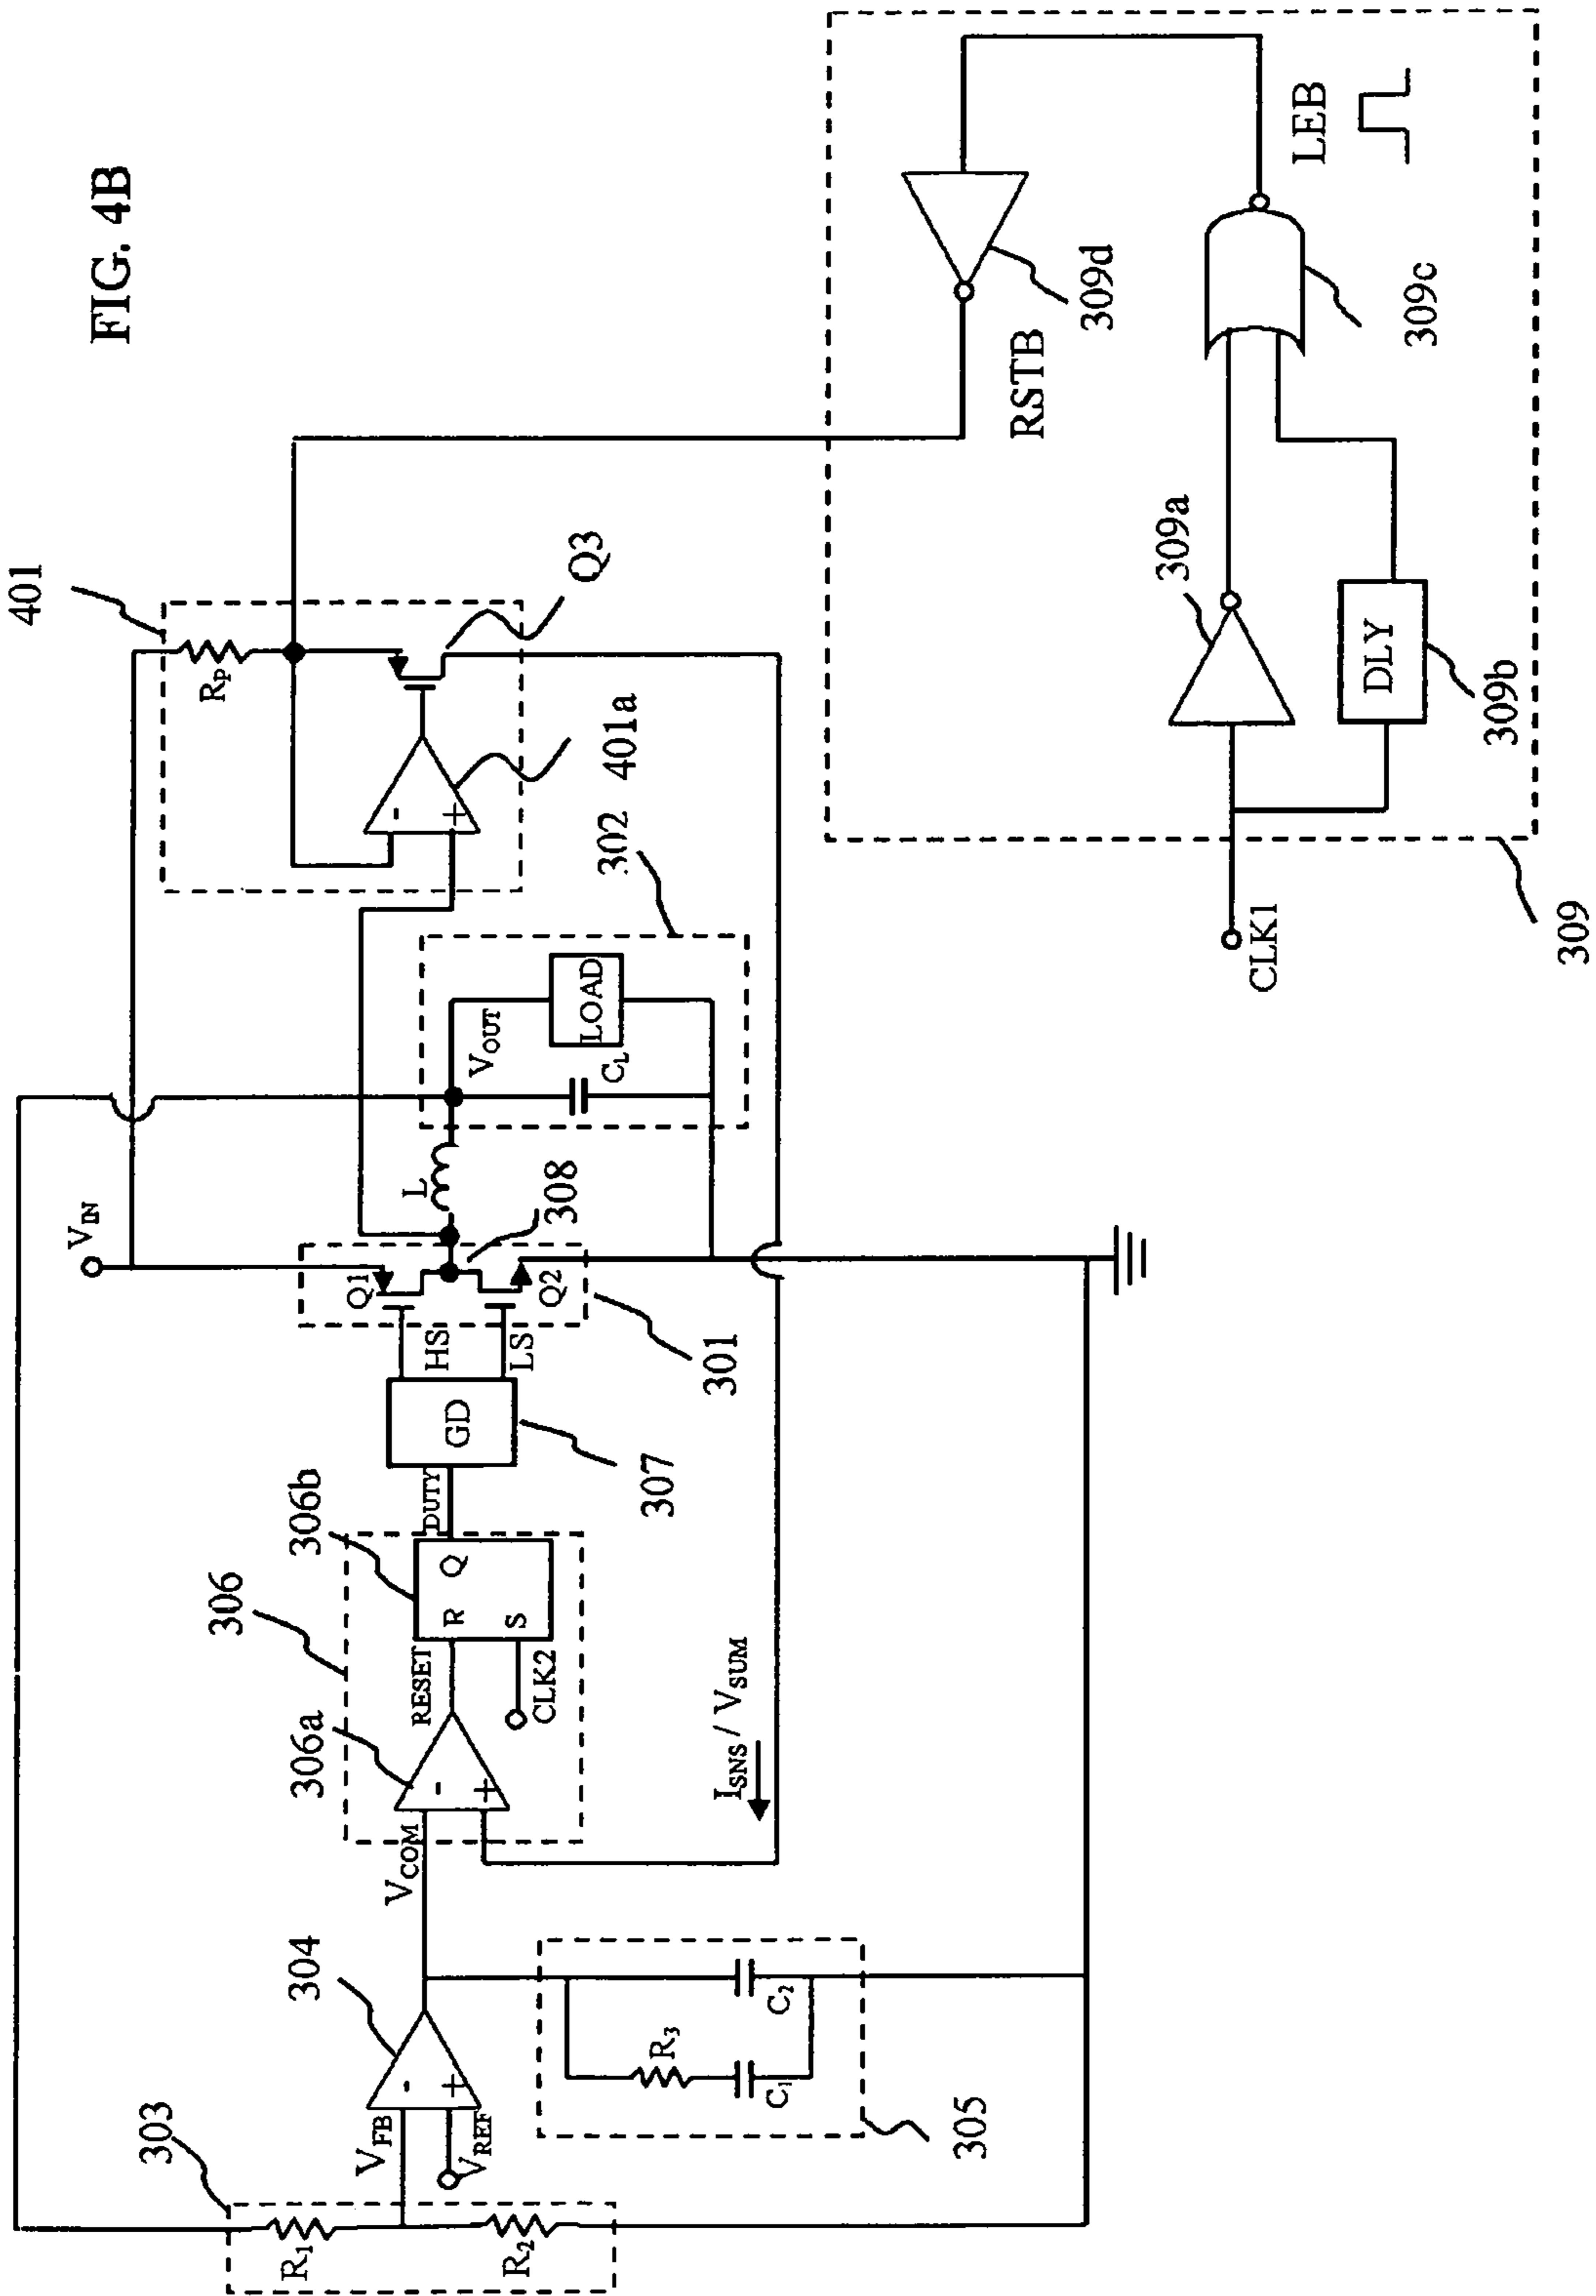 FIG. 4B
303
R1
R2
VFB
VREF
304
305
R3
C1
C2
VCOM
306
306a
-
+
RESET
306b
R
Q
S
CLK2
DUTY
GD
307
HS
LS
Q1
Q2
301
308
VIN
L
VOUT
CL
LOAD
302
ISNS / VSUM
401
RP
401a
-
+
Q3
-
+
CLK1
309
309a
DLY
309b
309c
LEB
309d
RSTB